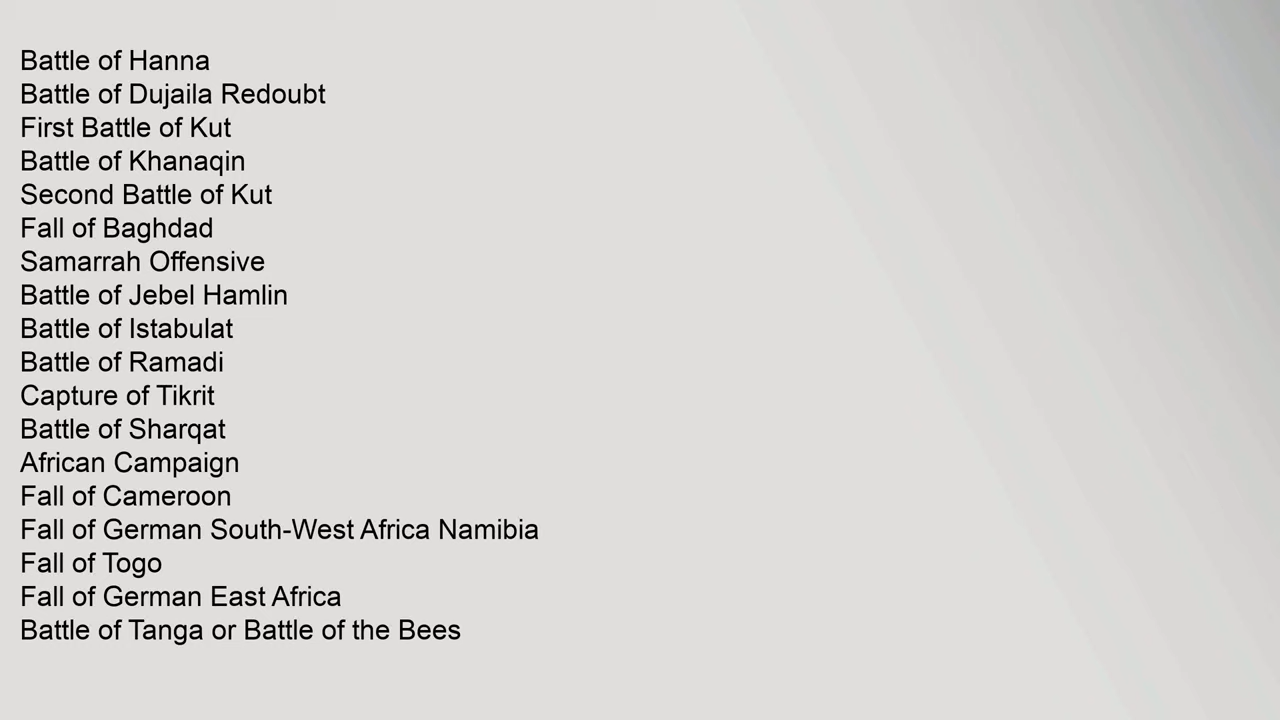 Battle of Hanna
Battle of Dujaila Redoubt
First Battle of Kut
Battle of Khanaqin
Second Battle of Kut
Fall of Baghdad
Samarrah Offensive
Battle of Jebel Hamlin
Battle of Istabulat
Battle of Ramadi
Capture of Tikrit
Battle of Sharqat
African Campaign
Fall of Cameroon
Fall of German South-West Africa Namibia
Fall of Togo
Fall of German East Africa
Battle of Tanga or Battle of the Bees